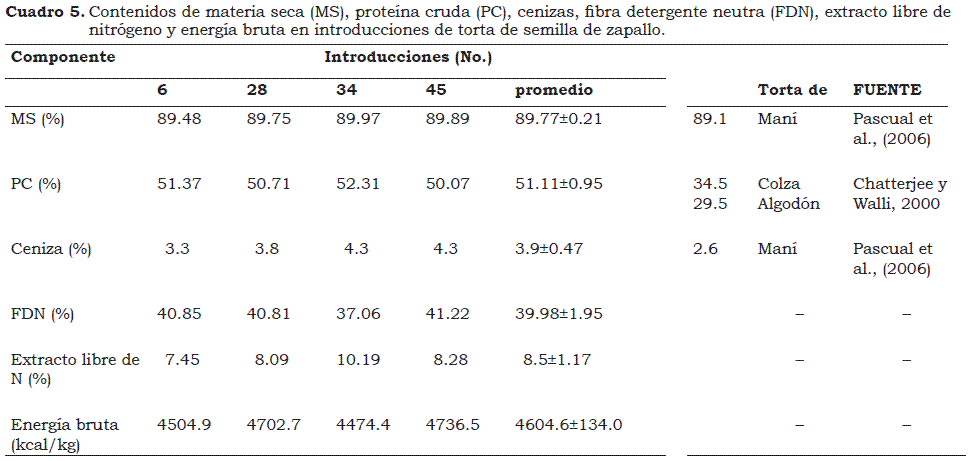 Cuadro 5. Contenidos de materia seca (MS), proteína cruda (PC), cenizas, fibra detergente neutra (FDN), extracto libre de
nitrógeno y energía bruta en introducciones de torta de semilla de zapallo.
Componente Introducciones (No.)
6 28 34 45 promedio Torta de FUENTE
MS (%) 89.48 89.75 89.97 89.89 89.77±0.21 89.1 Maní Pascual et
al., (2006)
PC (%) 51.37 50.71 52.31 50.07 51.11±0.95 34.5 Colza Chatterjee y
29.5 Algodón Walli, 2000
Ceniza (%) 3.3 3.8 4.3 4.3 3.9±0.47 2.6 Maní Pascual et
al., (2006)
FDN (%) 40.85 40.81 37.06 41.22 39.98±1.95 – –
Extracto libre de 7.45 8.09 10.19 8.28 8.5±1.17 – –
N (%)
Energía bruta 4504.9 4702.7 4474.4 4736.5 4604.6±134.0 – –
(kcal/kg)